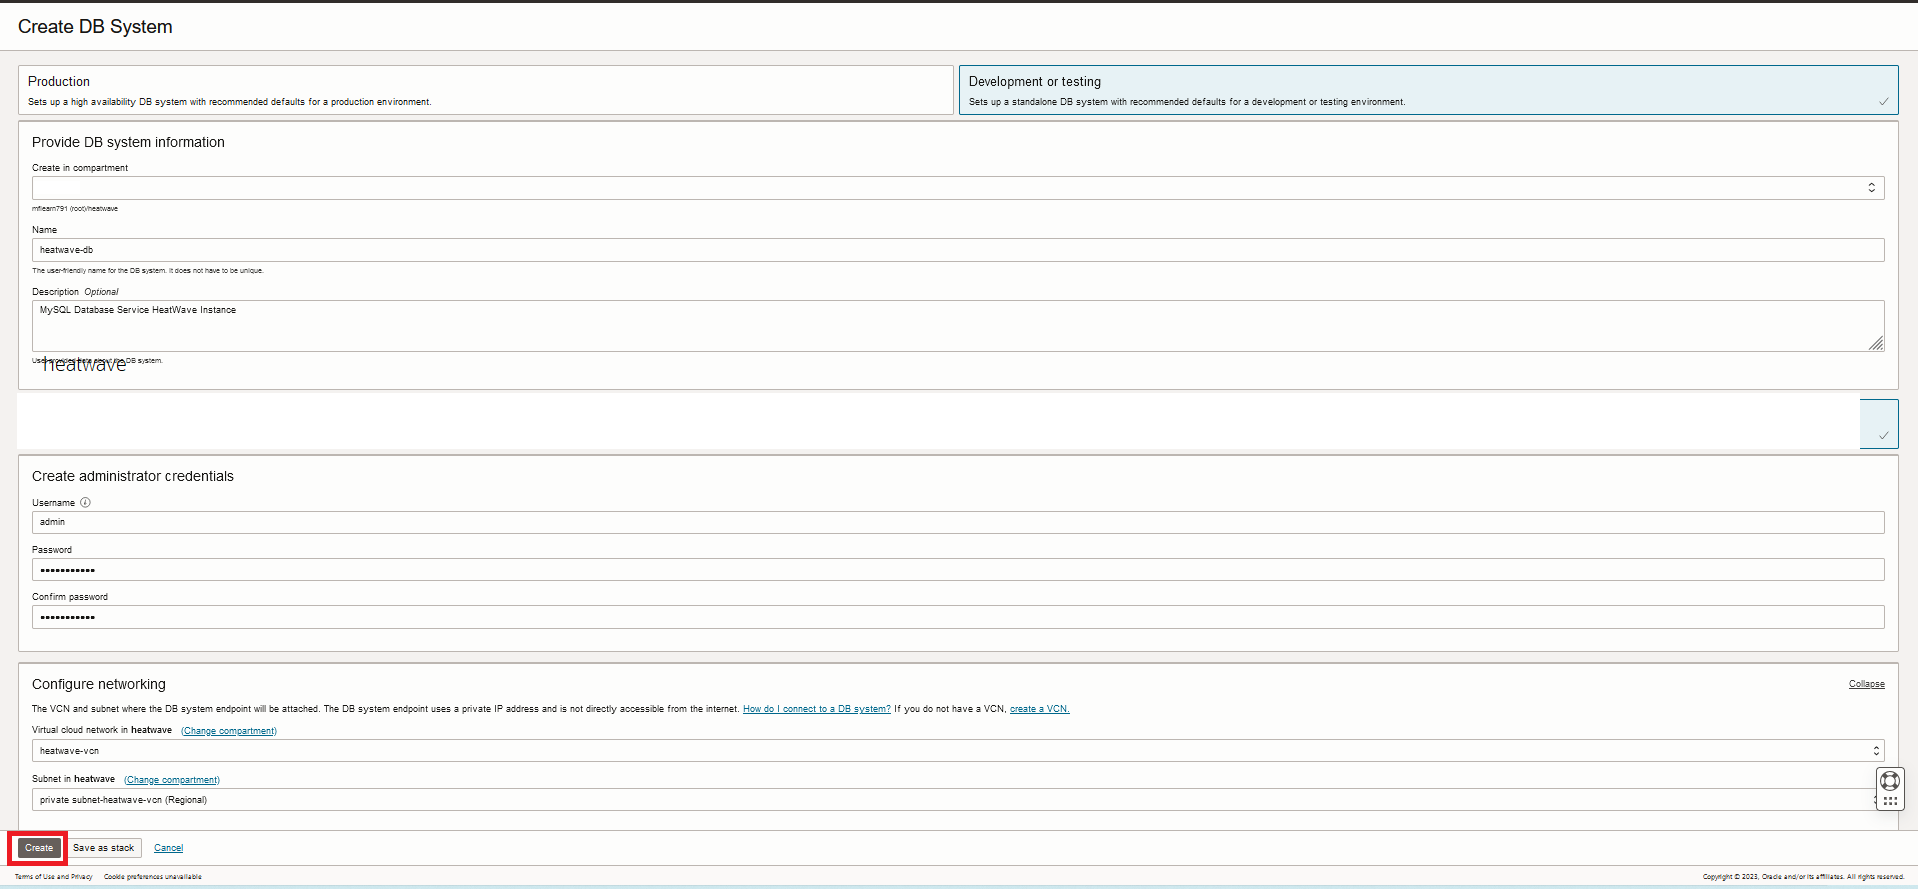 Create DB System
Production
Sets up a high availability DB system with recommended defaults for a production environment.
Development or testing
Sets up a standalone DB system with recommended defaults for a development or testing environment.
Provide DB system information
Create in compartment
mflearn791 (root)/heatwave
Name
heatwave-db
The user-friendly name for the DB system. It does not have to be unique.
Description Optional
MySQL Database Service HeatWave Instance
User-provided data about the DB system.
heatwave
Create administrator credentials
Username
admin
Password
•••••••••••
Confirm password
•••••••••••
Configure networking
Collapse
The VCN and subnet where the DB system endpoint will be attached. The DB system endpoint uses a private IP address and is not directly accessible from the internet. How do I connect to a DB system? If you do not have a VCN, create a VCN.
Virtual cloud network in heatwave (Change compartment)
heatwave-vcn
Subnet in heatwave (Change compartment)
private subnet-heatwave-vcn (Regional)
Create Save as stack Cancel
Terms of Use and Privacy Cookie preferences unavailable
Copyright © 2023, Oracle and/or its affiliates. All rights reserved.